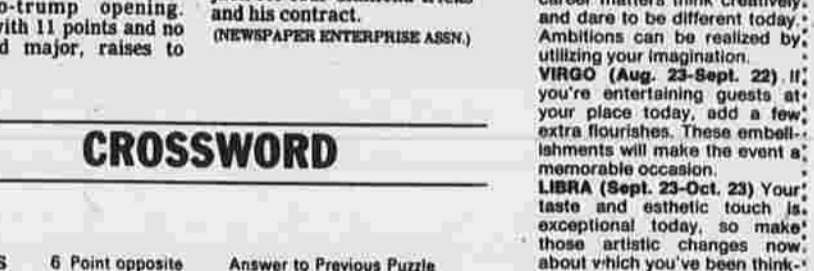 o-trump opening.
with 11 points and no
d major, raises to
and his contract.
(NEWSPAPER ENTERPRISE ASSN.)
CROSSWORD
6 Point opposite
Answer to Previous Puzzle
career matters think creatively
and dare to be different today.
Ambitions can be realized by
utilizing your imagination.
VIRGO (Aug. 23-Sept. 22) If
you're entertaining guests at
your place today, add a few
extra flourishes. These embell-
ishments will make the event a
memorable occasion.
LIBRA (Sept. 23-Oct. 23) Your
taste and esthetic touch is
exceptional today, so make
those artistic changes now
about which you've been think-